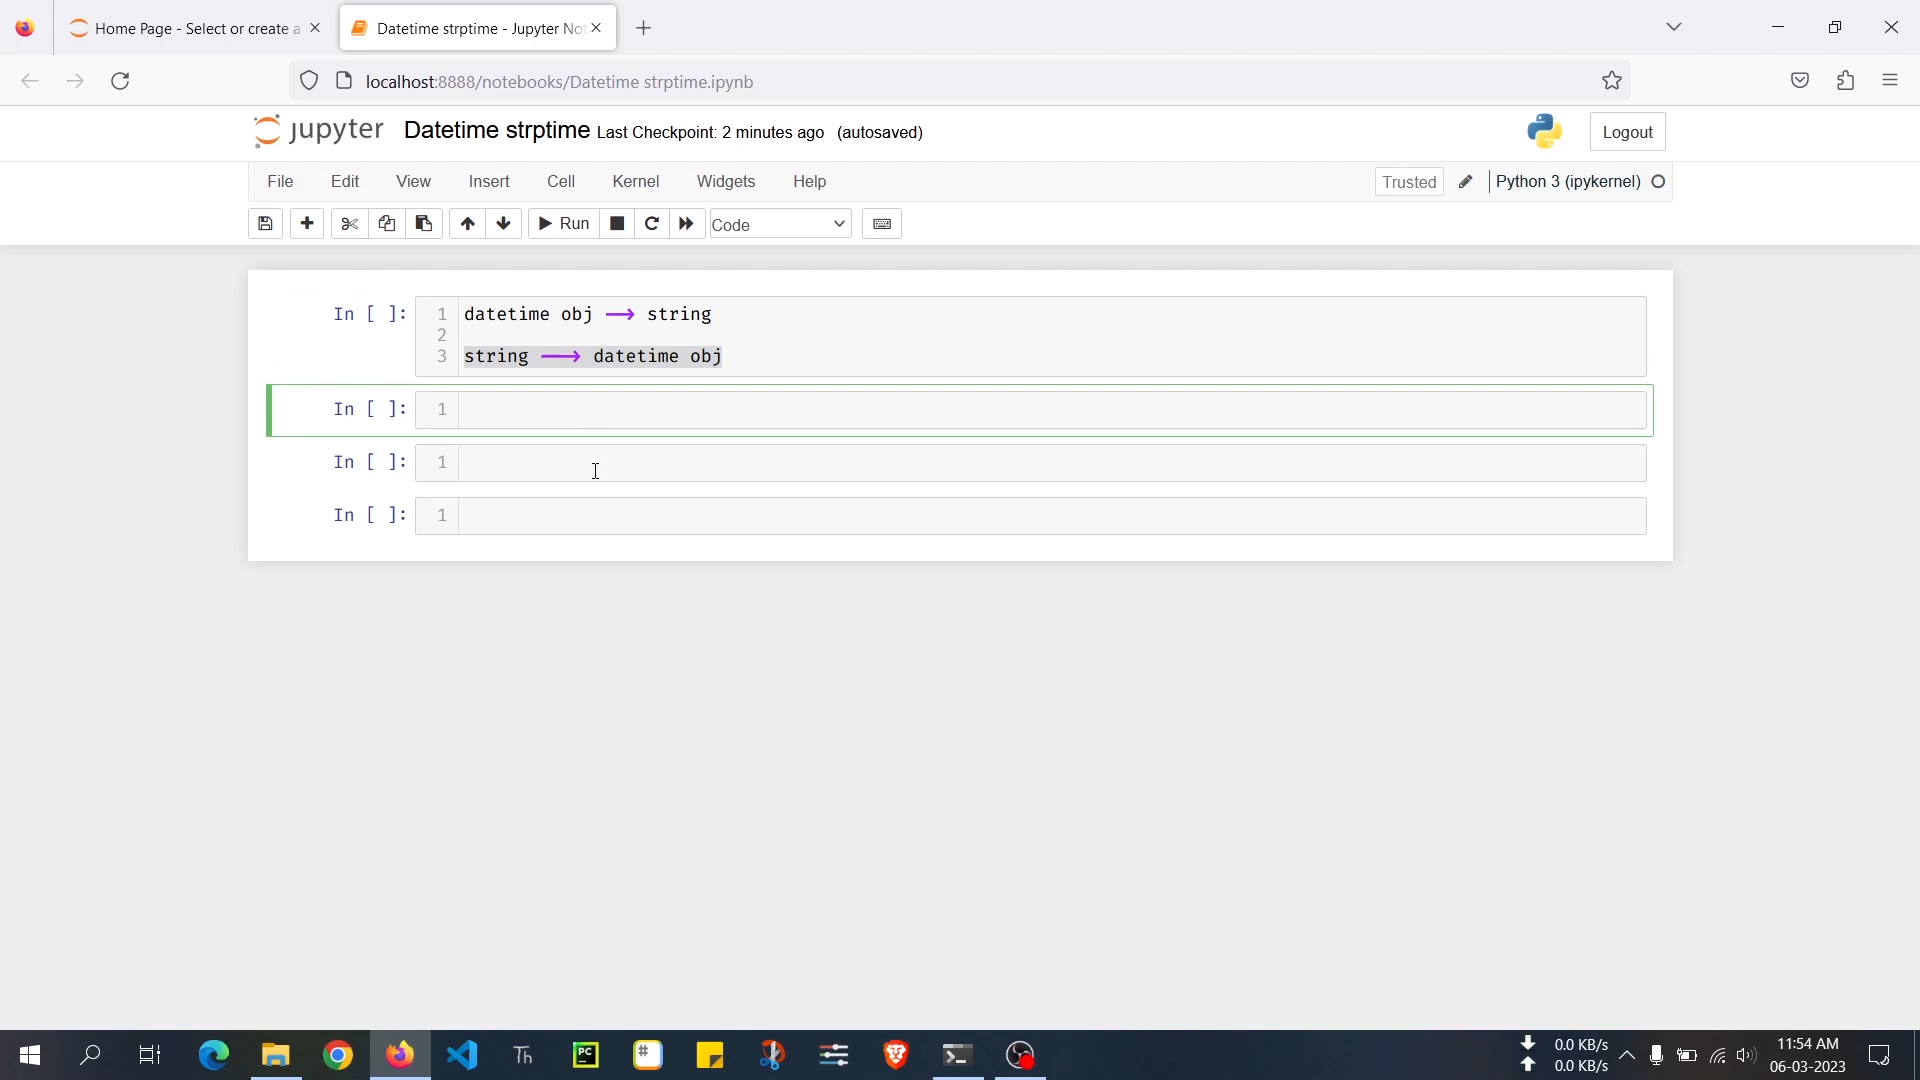 Home Page - Select or create a
Datetime strptime - Jupyter Not
localhost:8888/notebooks/Datetime strptime.ipynb
jupyter Datetime strptime Last Checkpoint: 2 minutes ago (autosaved)
Logout
File Edit View Insert Cell Kernel Widgets Help
Trusted Python 3 (ipykernel)
Run Code
In [ ]: 1 datetime obj ⟶ string
2
3 string ⟶ datetime obj
In [ ]: 1
In [ ]: 1
In [ ]: 1
Th
PC
#
0.0 KB/s
0.0 KB/s
11:54 AM
06-03-2023